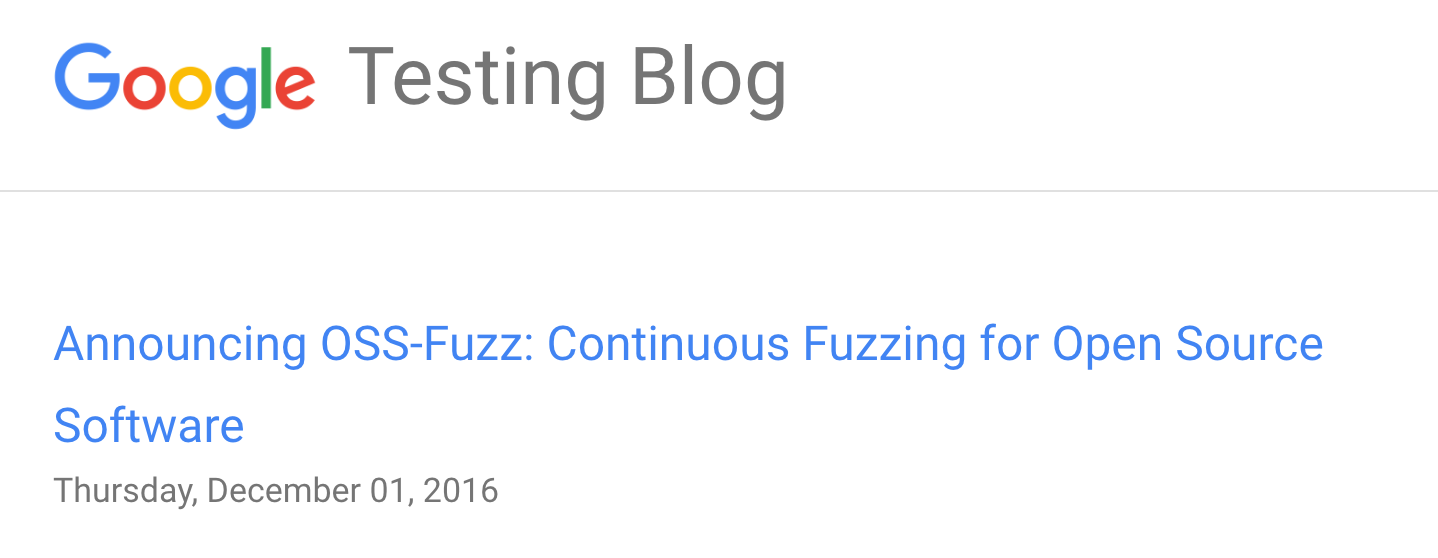 Google Testing Blog
Announcing OSS-Fuzz: Continuous Fuzzing for Open Source
Software
Thursday, December 01, 2016